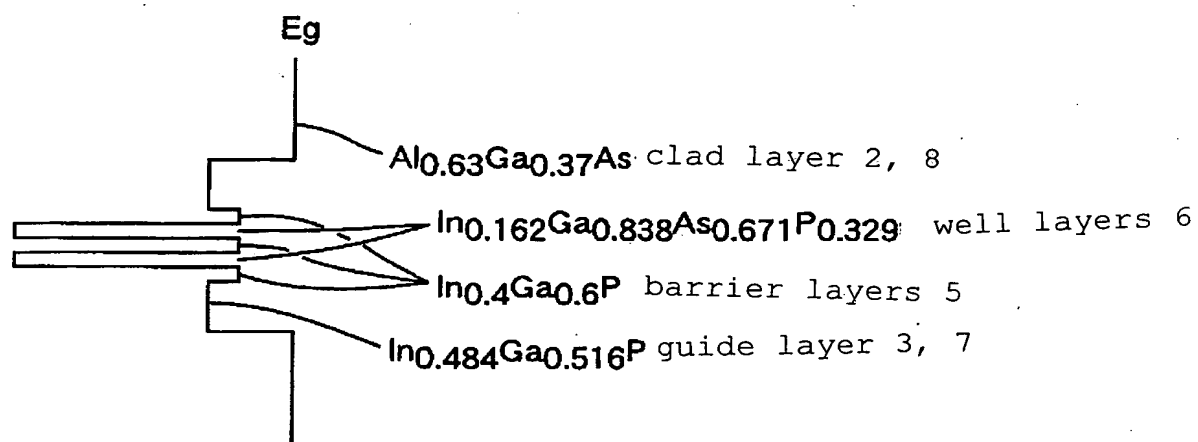 Eg
Al0.63Ga0.37As clad layer 2, 8
In0.162Ga0.838As0.671P0.329 well layers 6
In0.4Ga0.6P barrier layers 5
In0.484Ga0.516P guide layer 3, 7